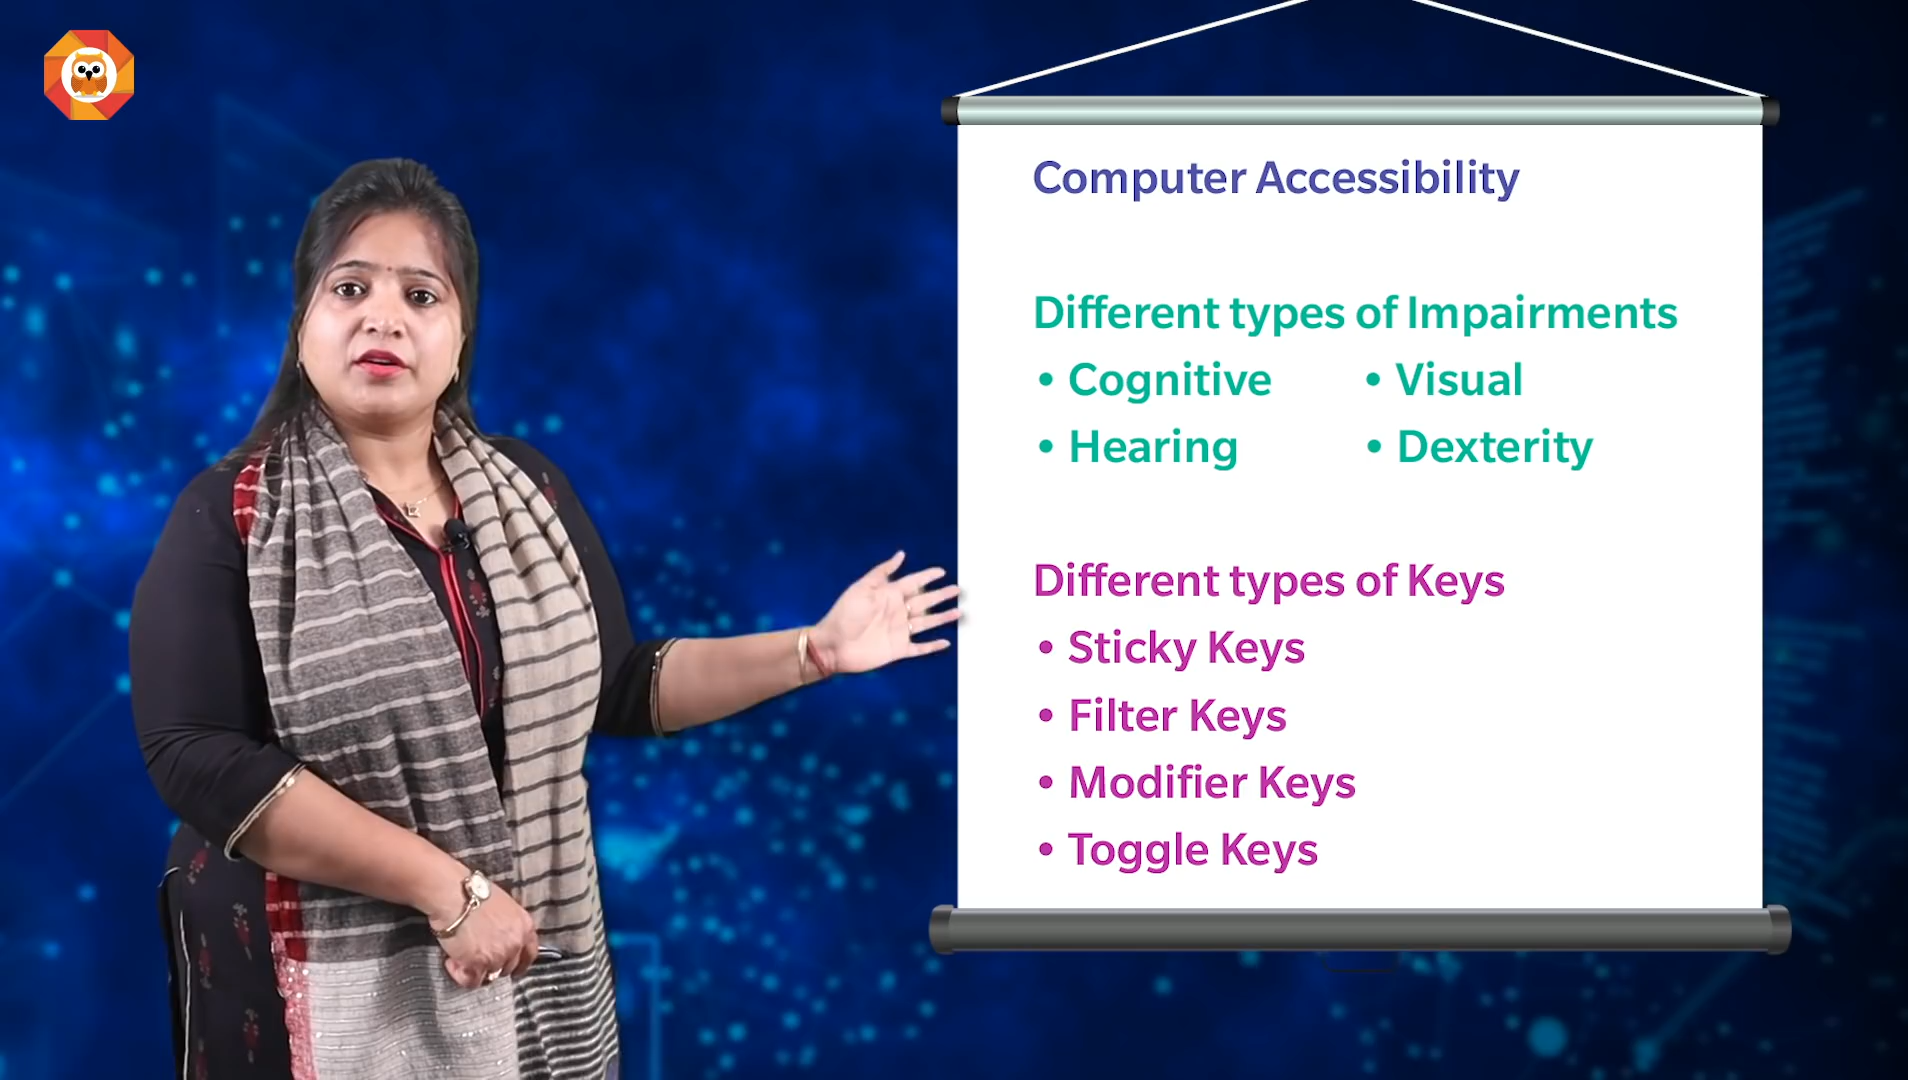 Computer Accessibility
Different types of Impairments
• Cognitive • Visual
• Hearing • Dexterity
Different types of Keys
• Sticky Keys
• Filter Keys
• Modifier Keys
• Toggle Keys